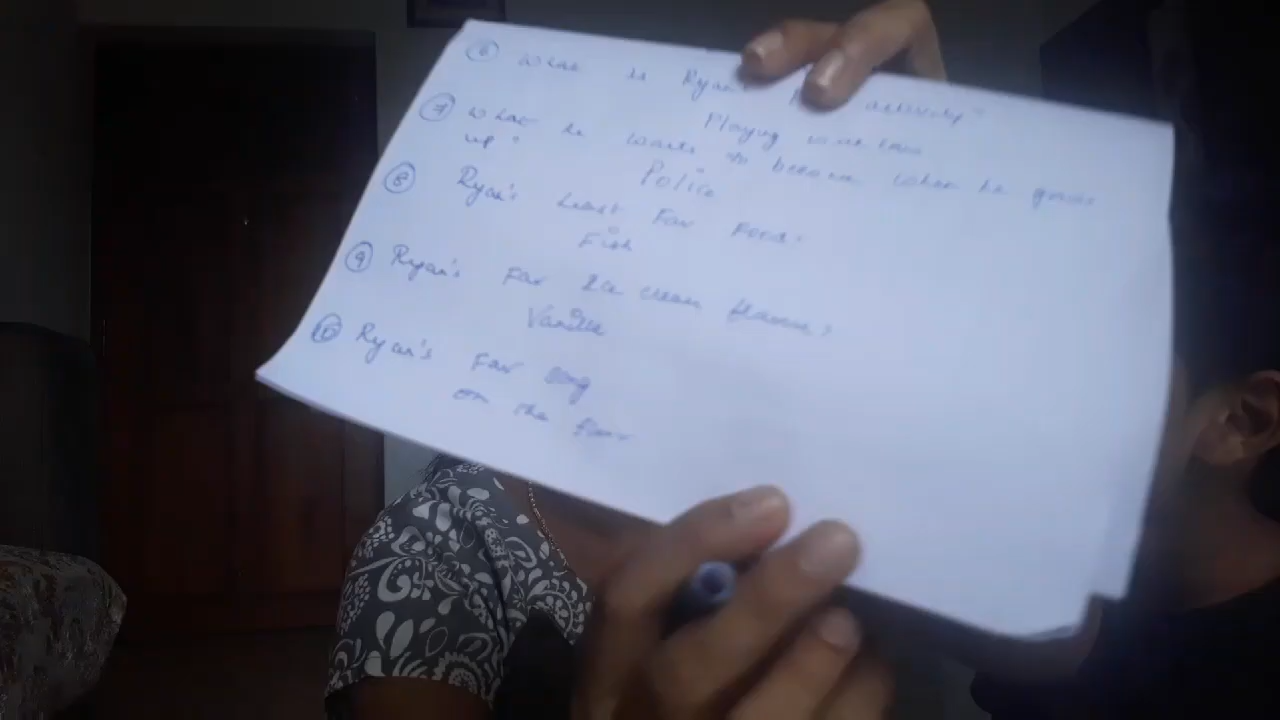 6 What is Ryan's activity?
Playing
7 What he wants to become when he grows
up?
Police
8 Ryan's least Fav Food?
Fish
9 Ryan's Fav Ice cream flavour?
Vanilla
10 Ryan's Fav song
on the floor